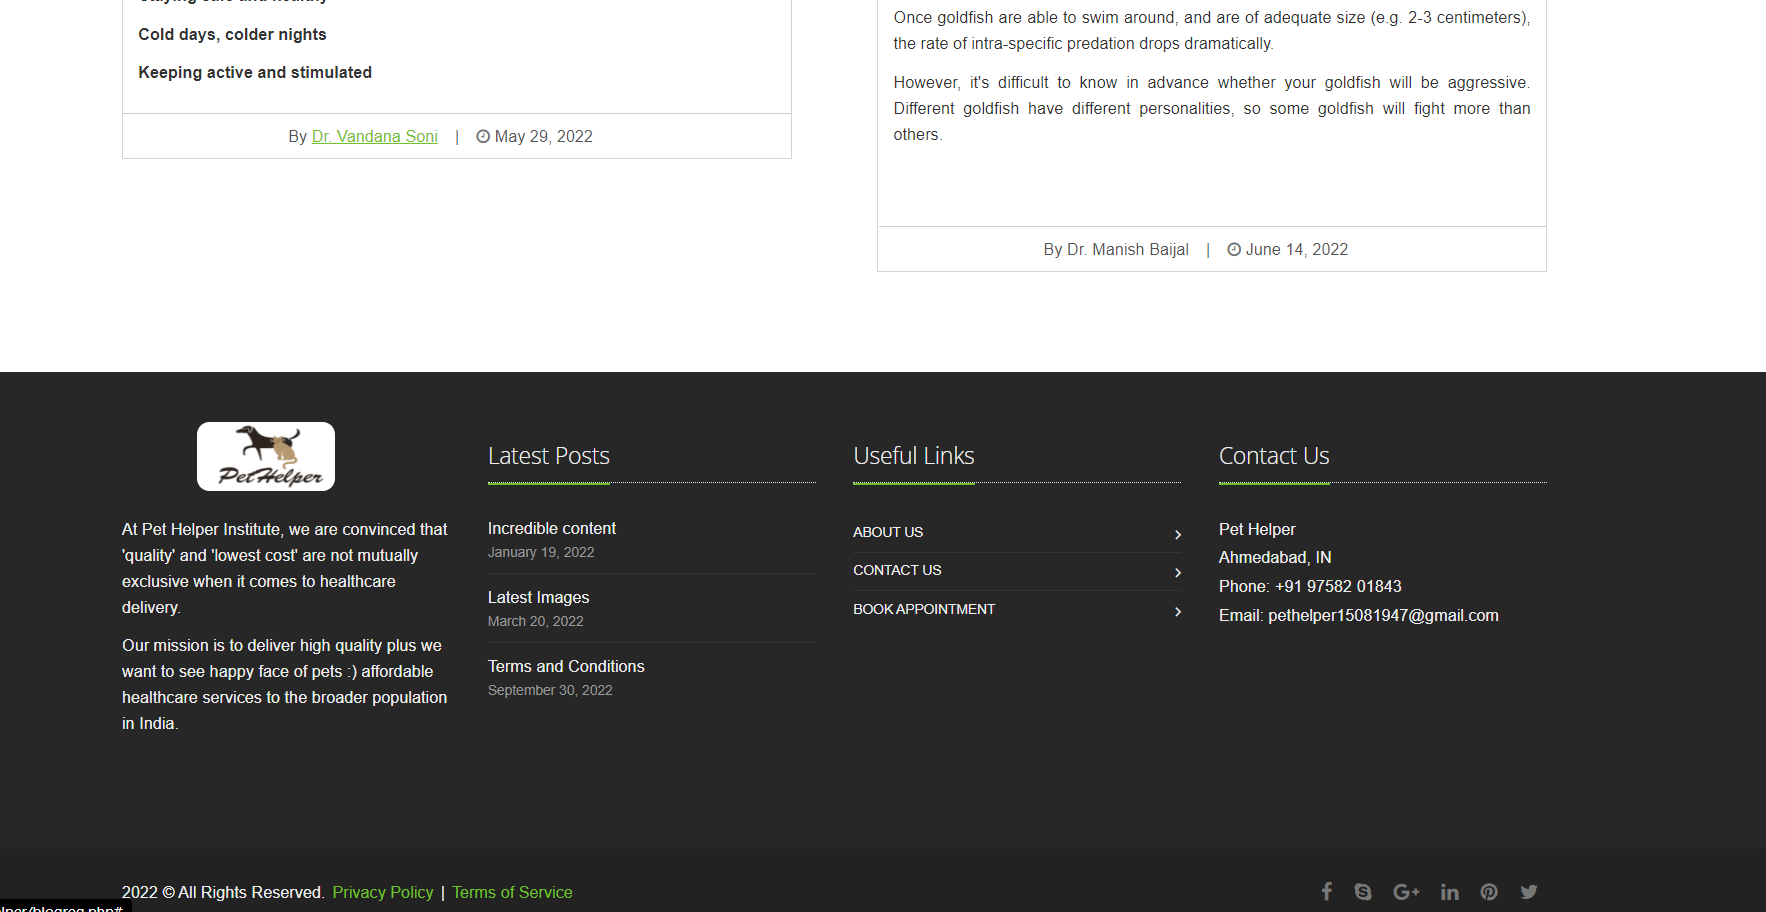 Staying safe and healthy
Cold days, colder nights
Keeping active and stimulated
By Dr. Vandana Soni | May 29, 2022
Once goldfish are able to swim around, and are of adequate size (e.g. 2-3 centimeters),
the rate of intra-specific predation drops dramatically.
However, it's difficult to know in advance whether your goldfish will be aggressive.
Different goldfish have different personalities, so some goldfish will fight more than
others.
By Dr. Manish Baijal | June 14, 2022
PetHelper
At Pet Helper Institute, we are convinced that
'quality' and 'lowest cost' are not mutually
exclusive when it comes to healthcare
delivery.
Our mission is to deliver high quality plus we
want to see happy face of pets :) affordable
healthcare services to the broader population
in India.
Latest Posts
Incredible content
January 19, 2022
Latest Images
March 20, 2022
Terms and Conditions
September 30, 2022
Useful Links
ABOUT US
CONTACT US
BOOK APPOINTMENT
Contact Us
Pet Helper
Ahmedabad, IN
Phone: +91 97582 01843
Email: pethelper15081947@gmail.com
2022 © All Rights Reserved. Privacy Policy | Terms of Service